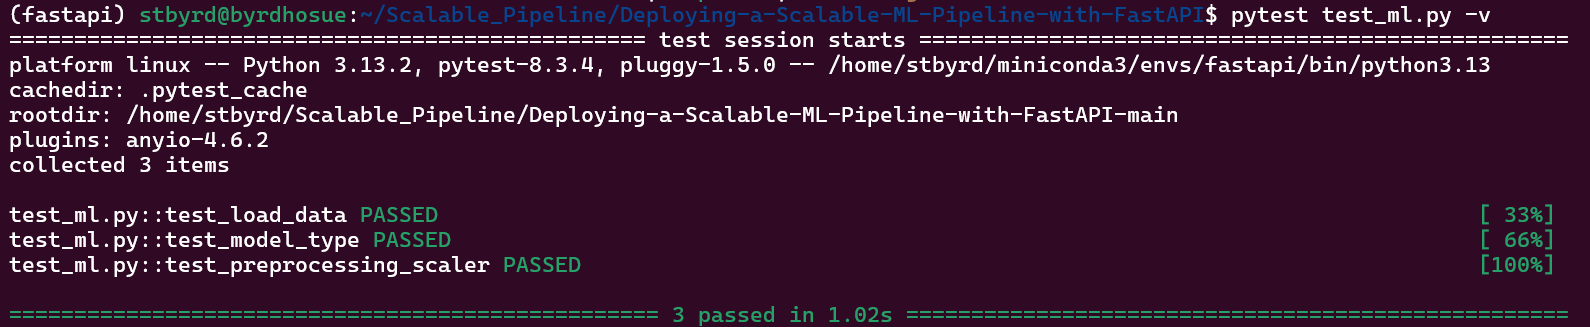 (fastapi) stbyrd@byrdhosue:~/Scalable_Pipeline/Deploying-a-Scalable-ML-Pipeline-with-FastAPI$ pytest test_ml.py -v
================================================= test session starts ==================================================
platform linux -- Python 3.13.2, pytest-8.3.4, pluggy-1.5.0 -- /home/stbyrd/miniconda3/envs/fastapi/bin/python3.13
cachedir: .pytest_cache
rootdir: /home/stbyrd/Scalable_Pipeline/Deploying-a-Scalable-ML-Pipeline-with-FastAPI-main
plugins: anyio-4.6.2
collected 3 items

test_ml.py::test_load_data PASSED                                                                                [ 33%]
test_ml.py::test_model_type PASSED                                                                               [ 66%]
test_ml.py::test_preprocessing_scaler PASSED                                                                     [100%]

================================================== 3 passed in 1.02s ===================================================